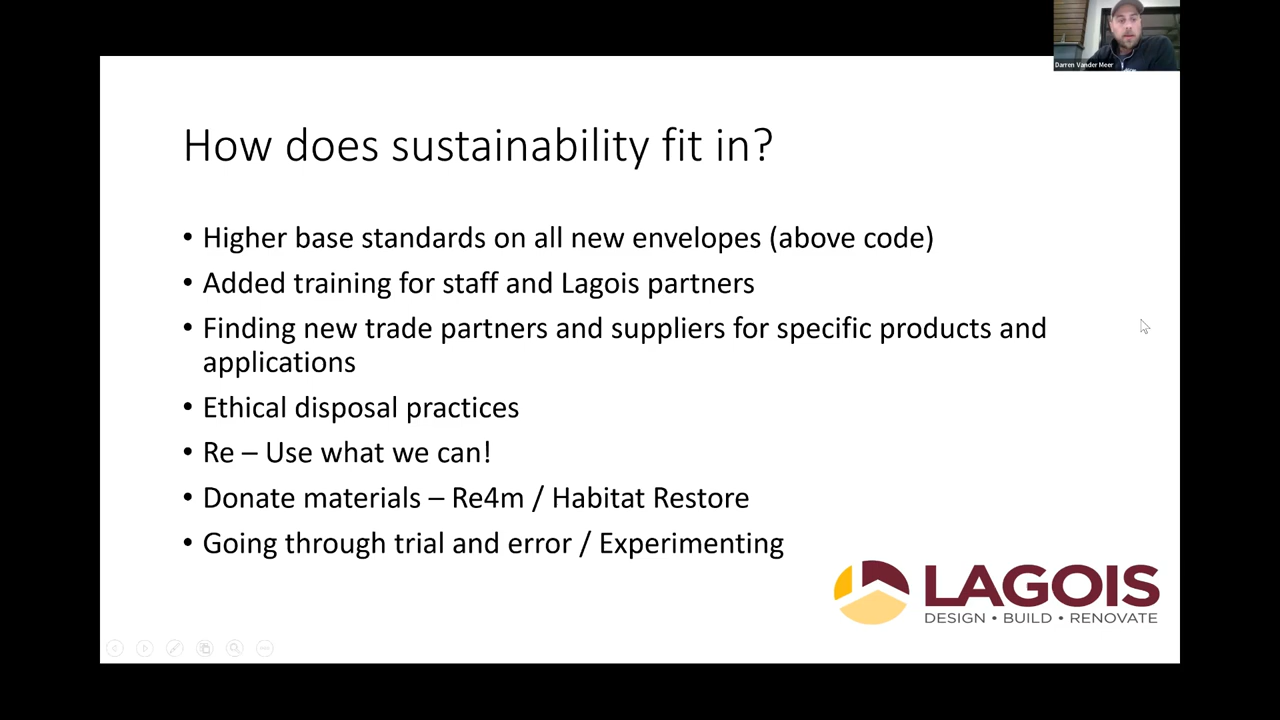 Darren Vander Meer
How does sustainability fit in?
• Higher base standards on all new envelopes (above code)
• Added training for staff and Lagois partners
• Finding new trade partners and suppliers for specific products and
applications
• Ethical disposal practices
• Re – Use what we can!
• Donate materials – Re4m / Habitat Restore
• Going through trial and error / Experimenting
LAGOIS
DESIGN • BUILD • RENOVATE